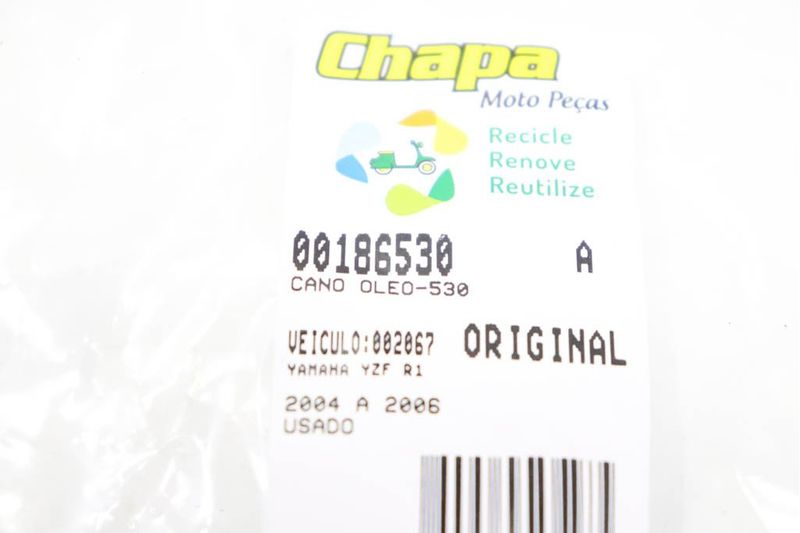 Chapa
Moto Peças
Recicle
Renove
Reutilize
00186530 A
CANO OLEO-530
VEICULO:002067 ORIGINAL
YAMAHA YZF R1
2004 A 2006
USADO